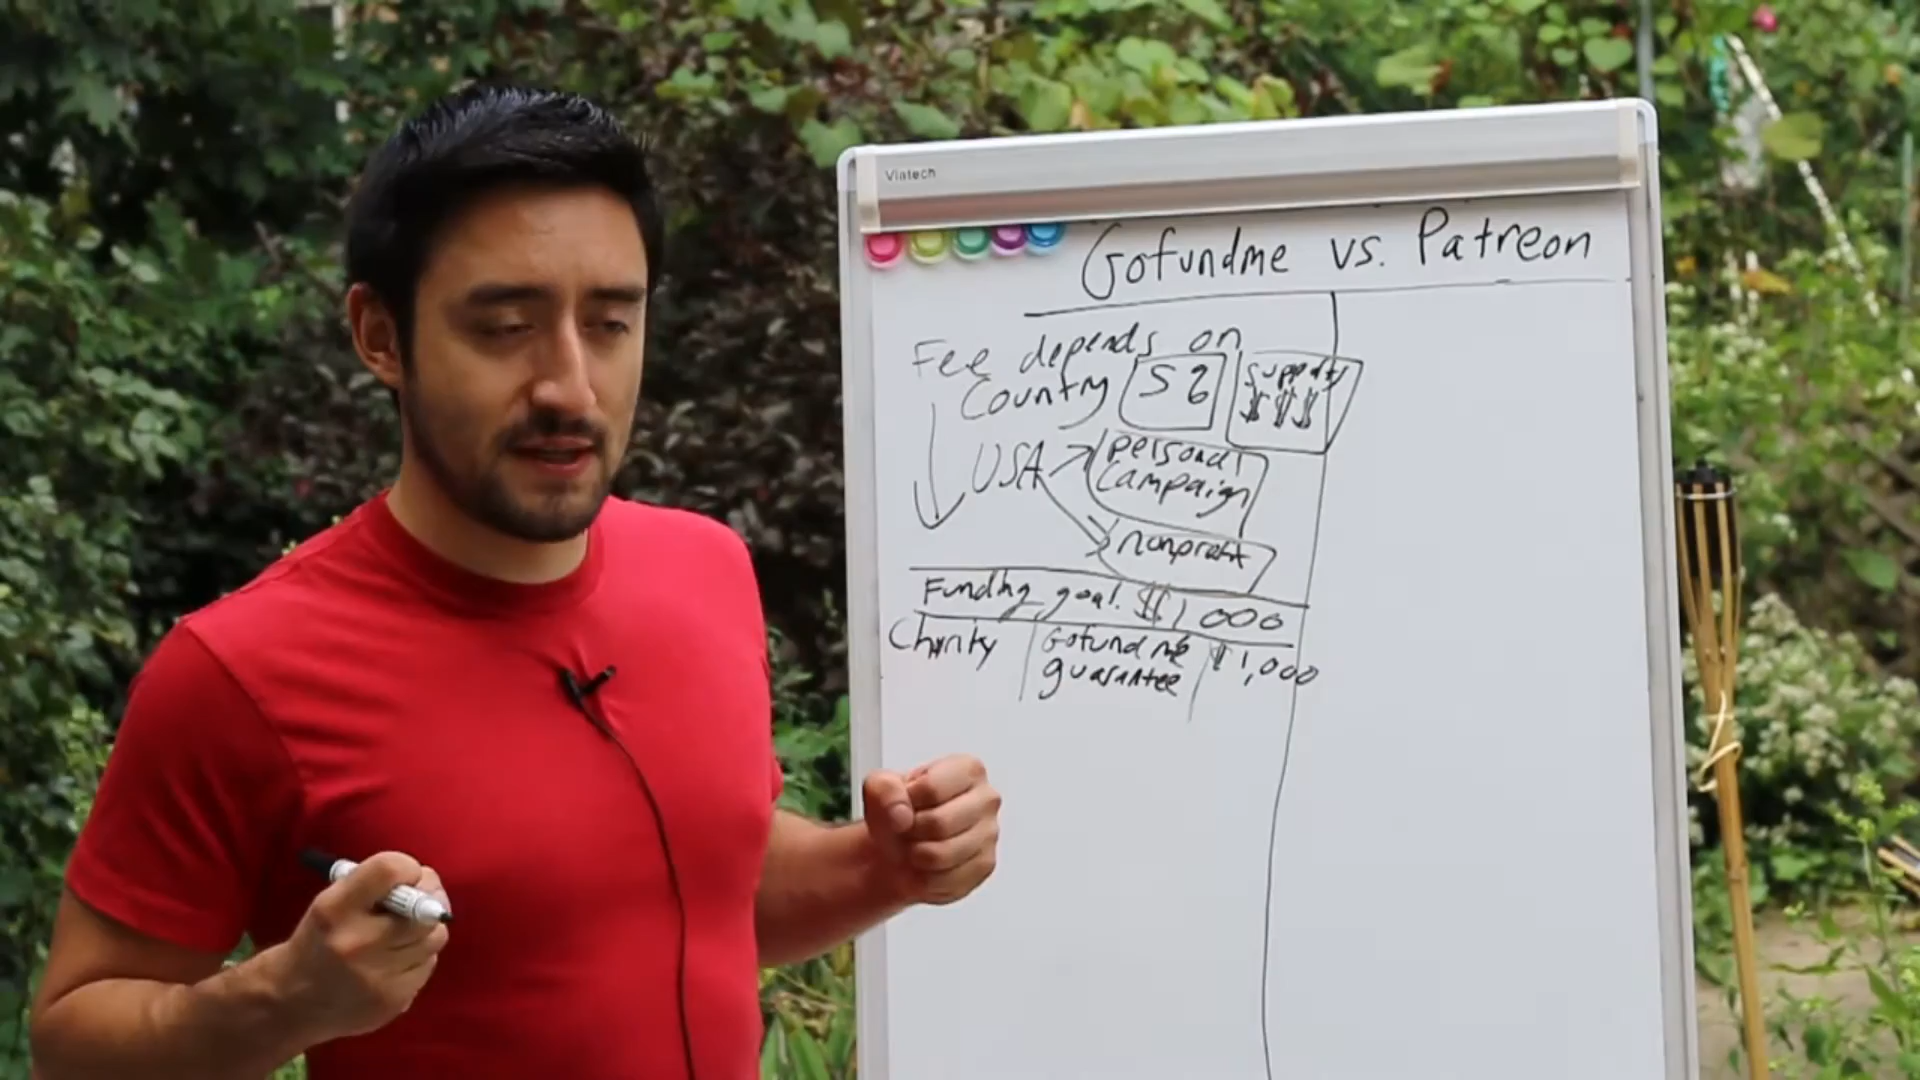 Viatech
Gofundme vs. Patreon
Fee depends on
Country
support
$$$
USA
personal
Campaign
nonprofit
Funding goal $1,000
Charity
Gofundme
guarantee
$1,000